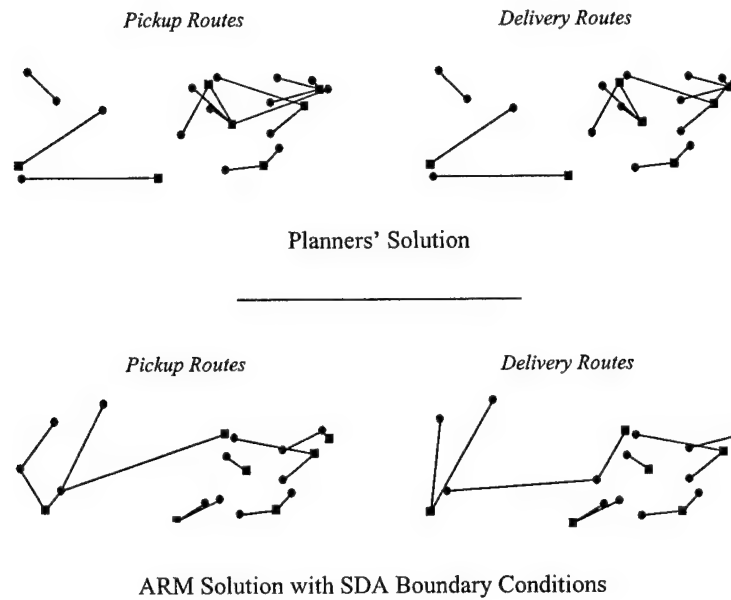 Pickup Routes
Delivery Routes
Planners' Solution
Pickup Routes
Delivery Routes
ARM Solution with SDA Boundary Conditions